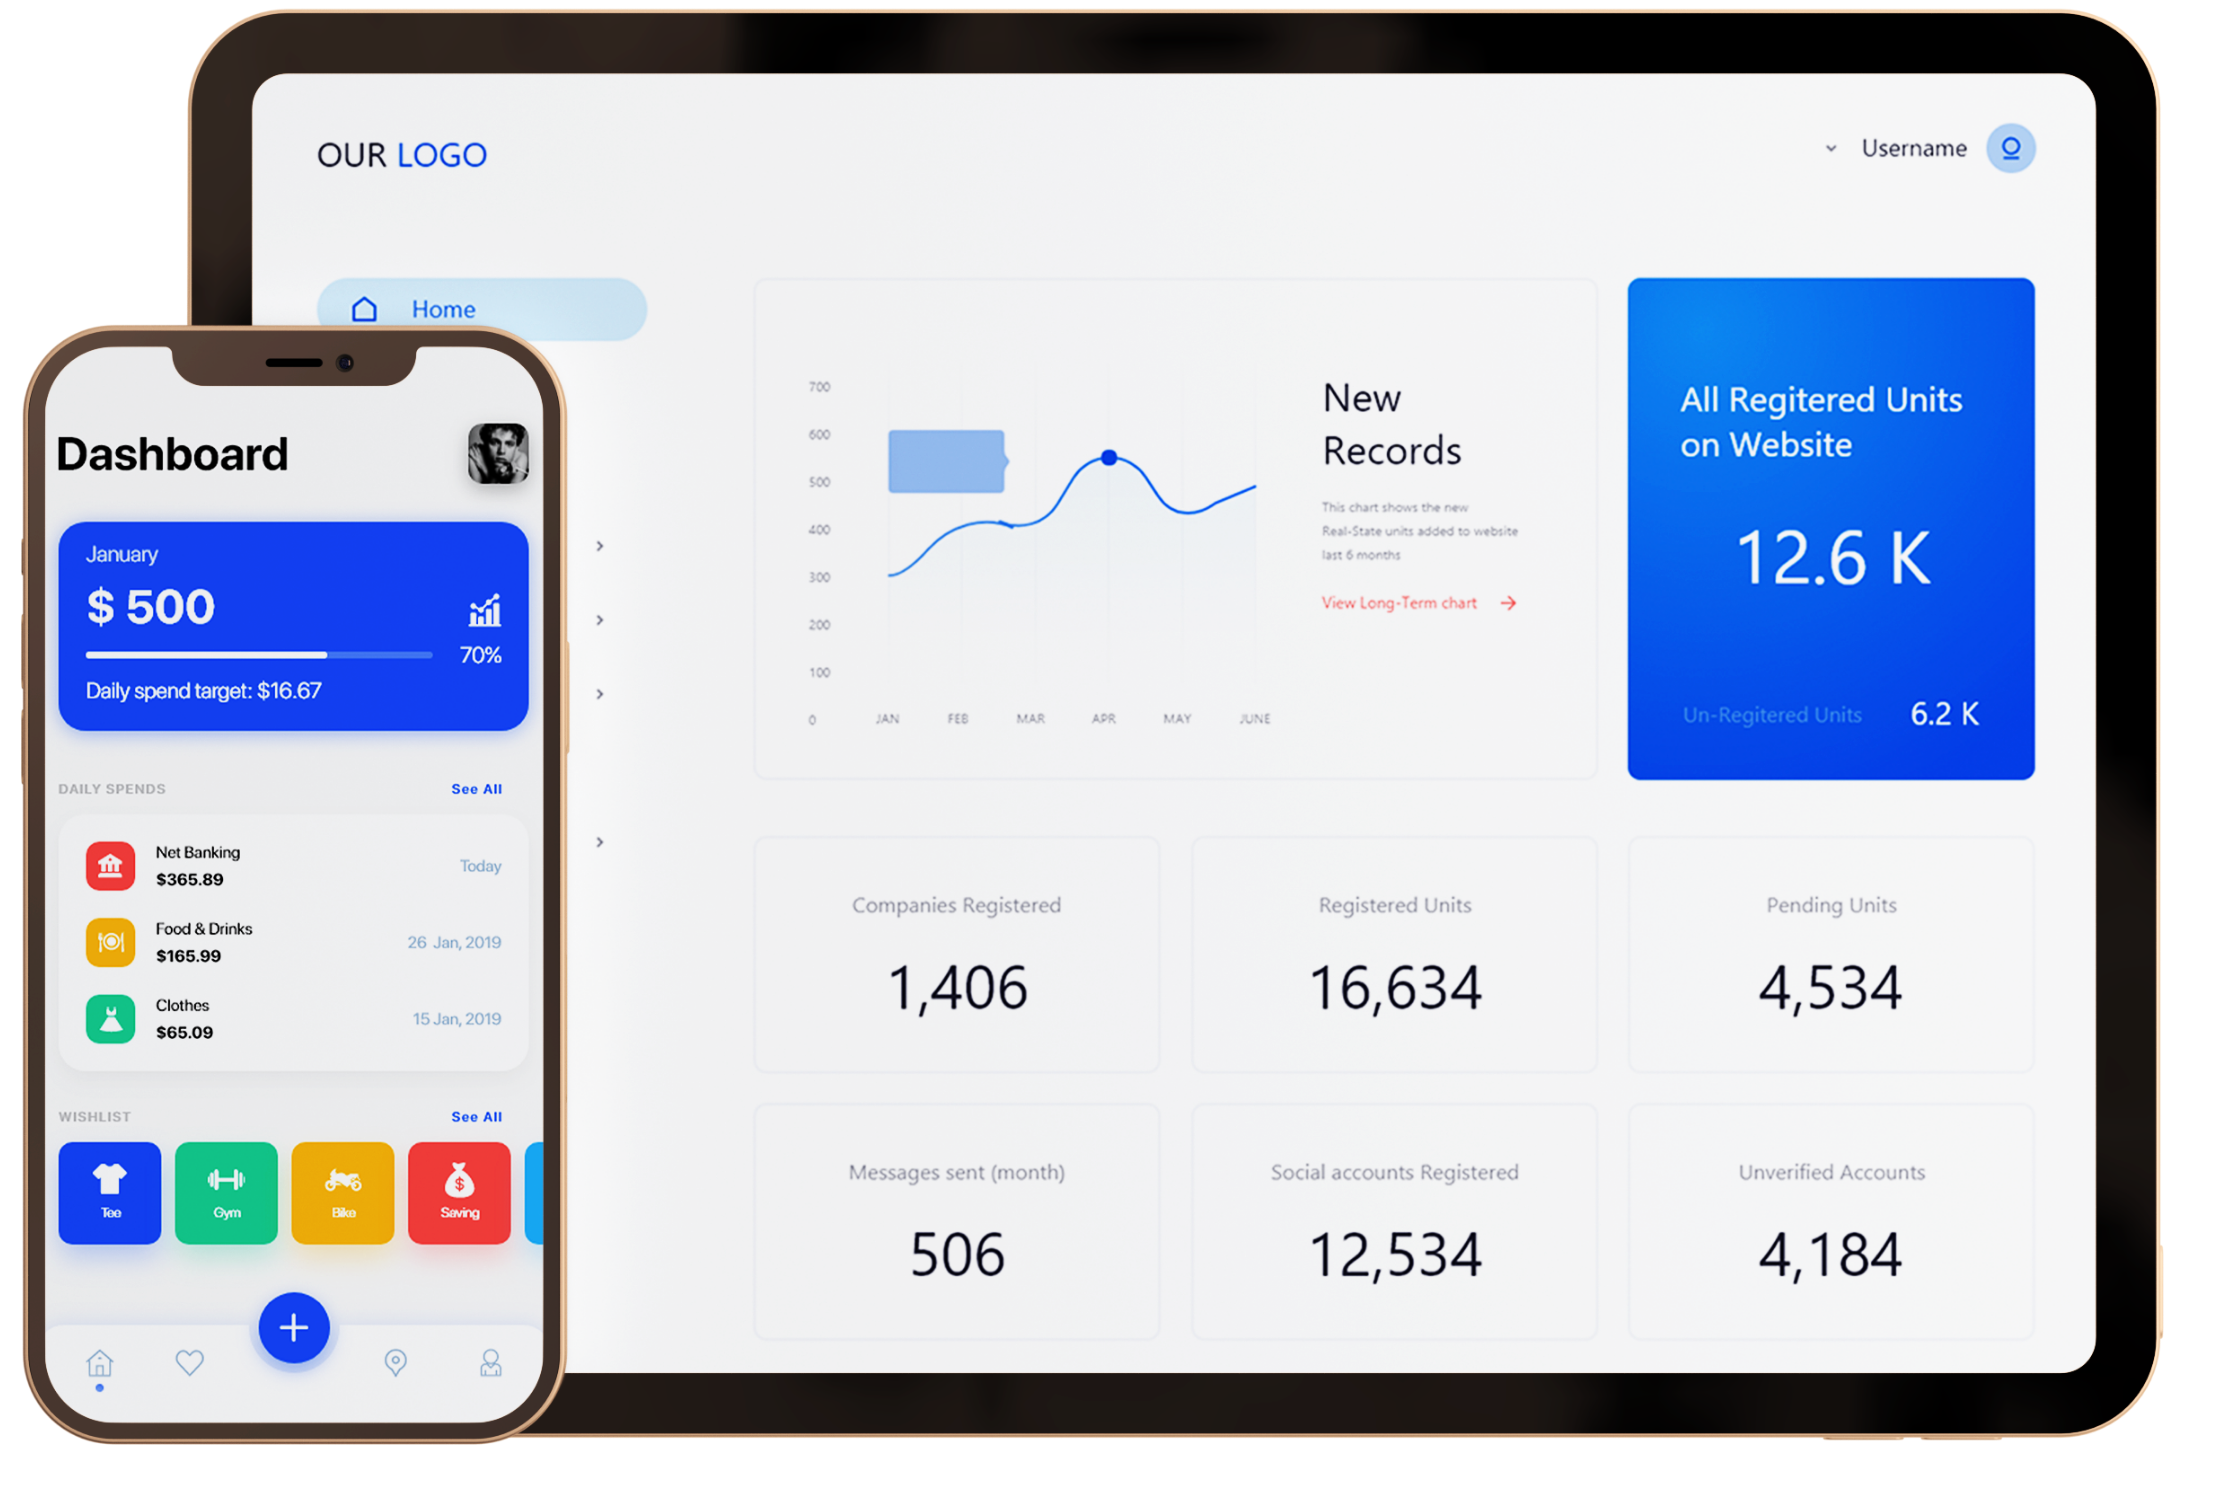 OUR LOGO
Username
Home
700
600
500
400
300
200
100
0
JAN FEB MAR APR MAY JUNE
New
Records
This chart shows the new
Real-State units added to website
last 6 months
View Long-Term chart
All Regitered Units
on Website
12.6 K
Un-Regitered Units 6.2 K
Companies Registered
1,406
Registered Units
16,634
Pending Units
4,534
Messages sent (month)
506
Social accounts Registered
12,534
Unverified Accounts
4,184
Dashboard
January
$ 500
70%
Daily spend target: $16.67
DAILY SPENDS See All
Net Banking
$365.89
Today
Food & Drinks
$165.99
26 Jan, 2019
Clothes
$65.09
15 Jan, 2019
WISHLIST See All
Tee
Gym
Bike
$
Saving